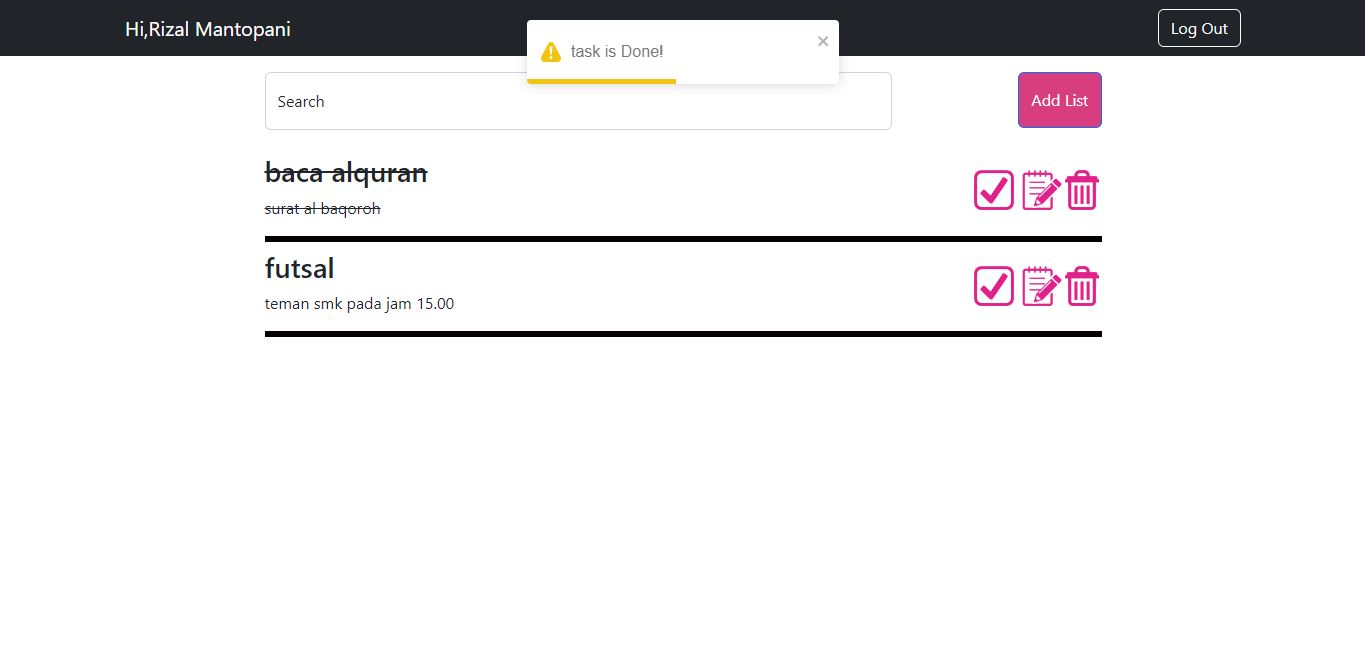 Hi,Rizal Mantopani
task is Done!
Log Out
Search
Add List
baca alquran
surat al baqoroh
futsal
teman smk pada jam 15.00